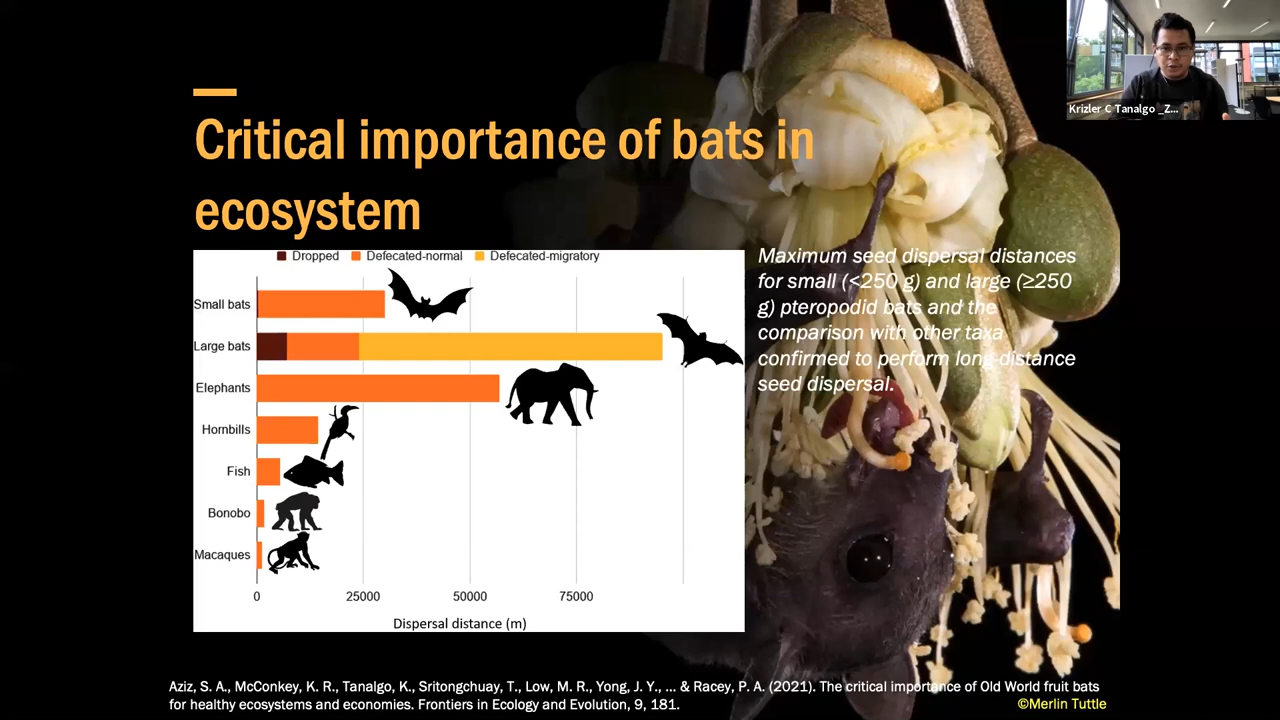 Krizler C Tanalgo _Z...
Critical importance of bats in
ecosystem
Dropped
Defecated-normal
Defecated-migratory
Small bats
Large bats
Elephants
Hornbills
Fish
Bonobo
Macaques
0
25000
50000
75000
Dispersal distance (m)
Maximum seed dispersal distances
for small (<250 g) and large (≥250
g) pteropodid bats and the
comparison with other taxa
confirmed to perform long-distance
seed dispersal.
Aziz, S. A., McConkey, K. R., Tanalgo, K., Sritongchuay, T., Low, M. R., Yong, J. Y., ... & Racey, P. A. (2021). The critical importance of Old World fruit bats
for healthy ecosystems and economies. Frontiers in Ecology and Evolution, 9, 181.
©Merlin Tuttle